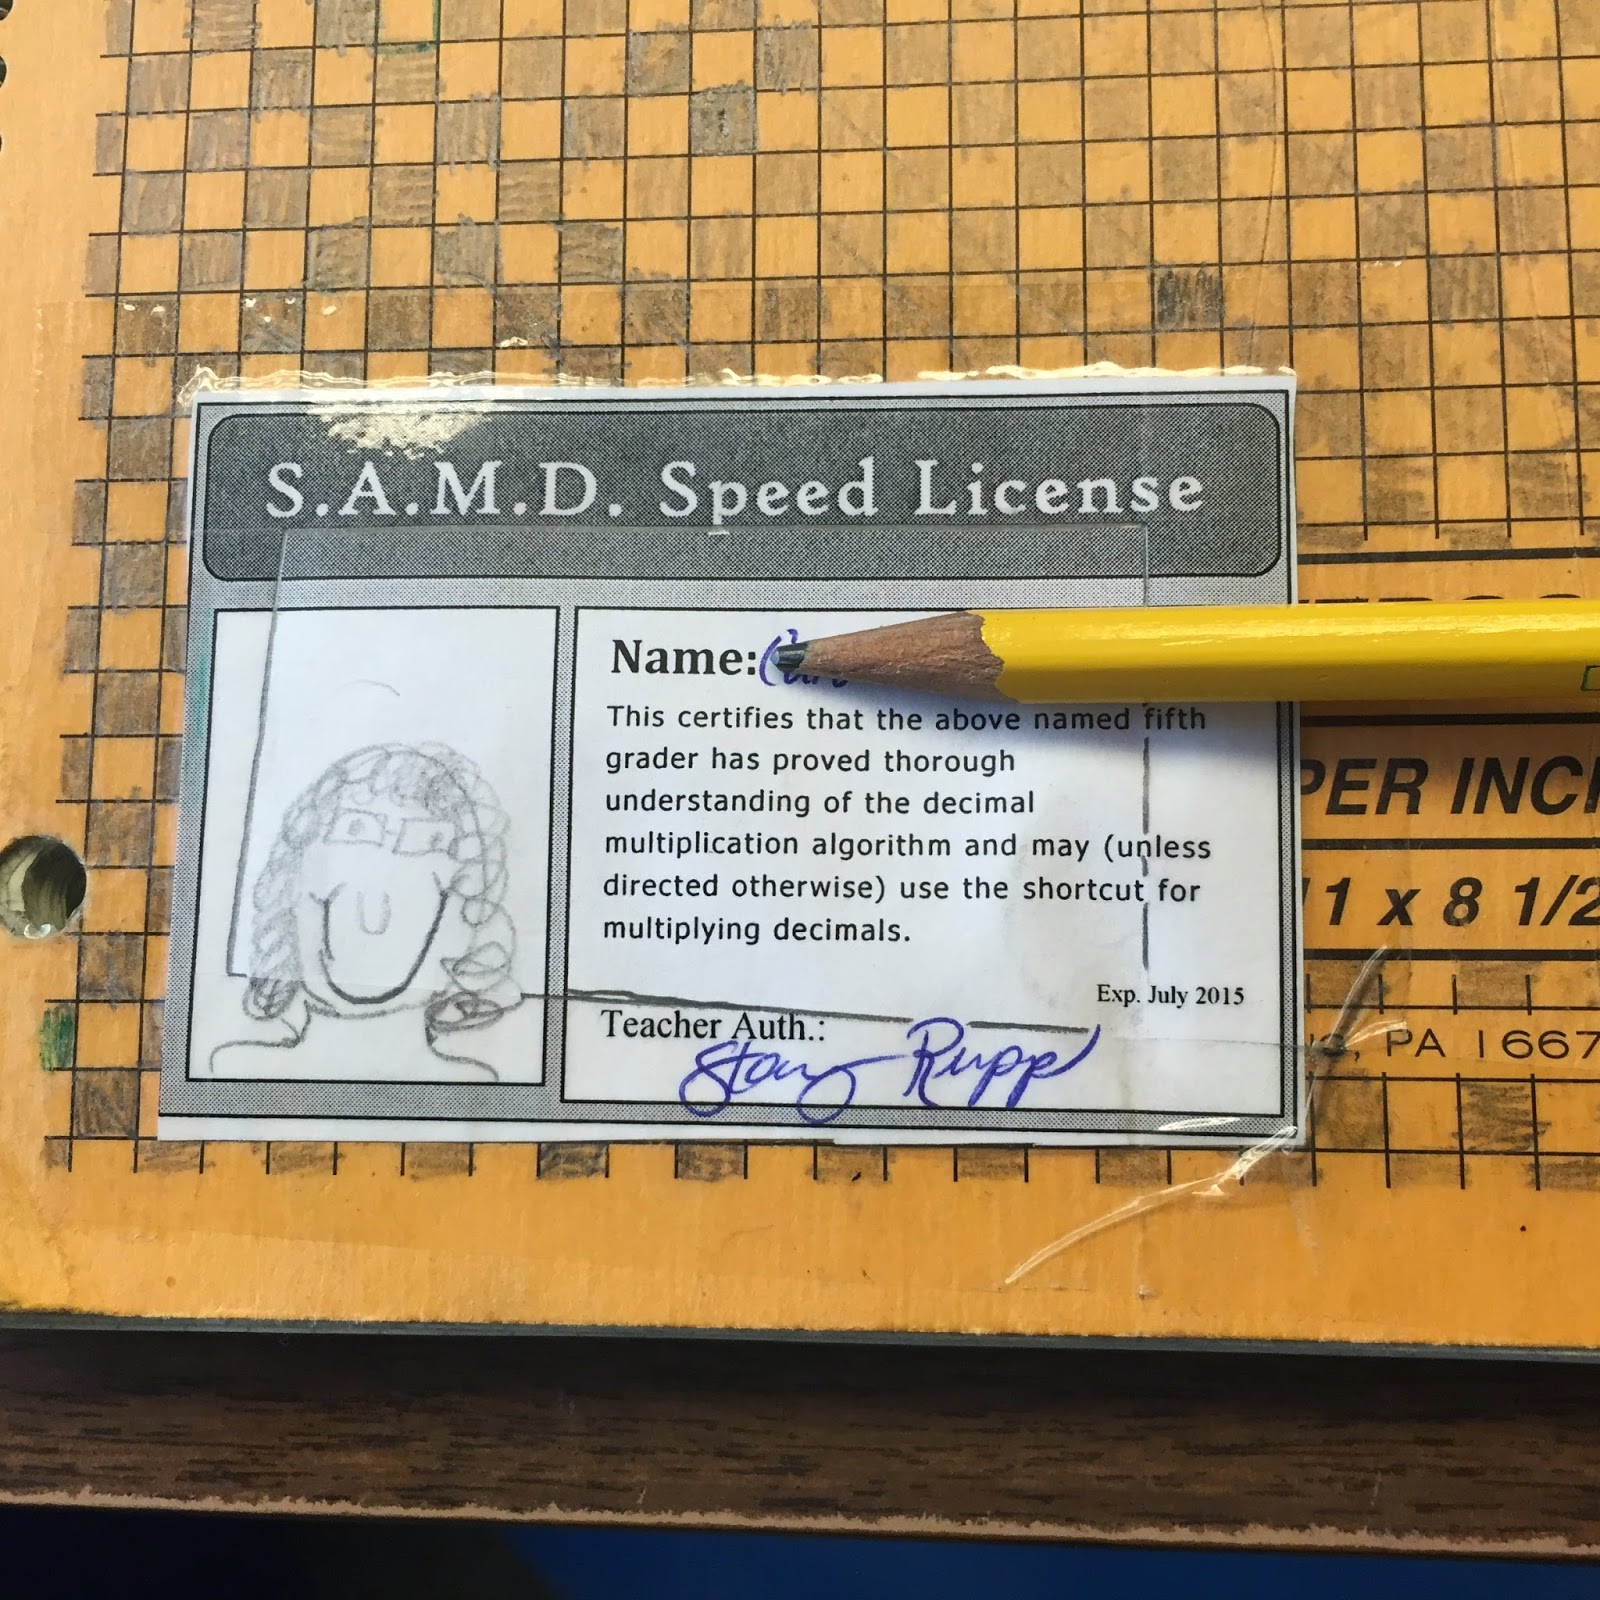 S.A.M.D. Speed License
Name:
This certifies that the above named fifth
grader has proved thorough
understanding of the decimal
multiplication algorithm and may (unless
directed otherwise) use the shortcut for
multiplying decimals.
Exp. July 2015
Teacher Auth.:
Stacy Rupp
PER INC
11 x 8 1/2
PA 1667